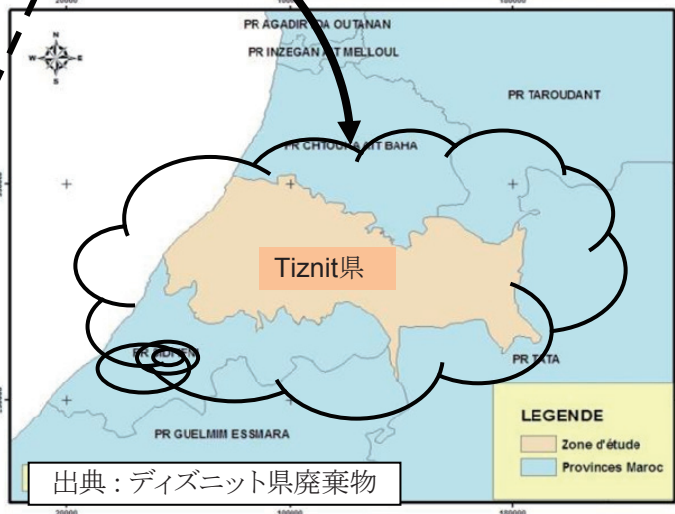 PR AGADIR IDA OUTANAN
PR INZEGAN AIT MELLOUL
N
W
E
S
PR TAROUDANT
PR CHTOUKA AIT BAHA
Tiznit県
PR TATA
PR GUELMIM ESSMARA
LEGENDE
Zone d'étude
Provinces Maroc
出典：ディズニット県廃棄物